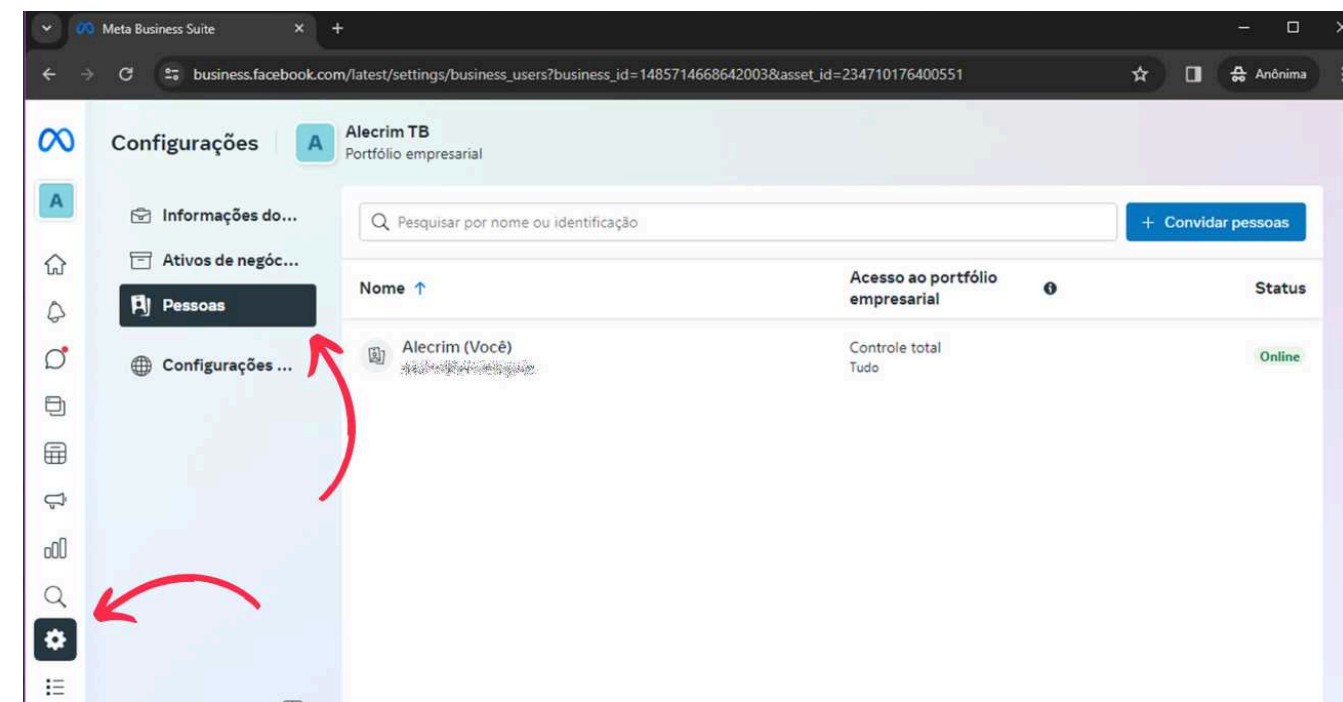 Meta Business Suite
business.facebook.com/latest/settings/business_users?business_id=1485714668642003&asset_id=234710176400551
Anônima
Configurações
A
Alecrim TB
Portfólio empresarial
A
Informações do...
Pesquisar por nome ou identificação
+ Convidar pessoas
Ativos de negóc...
Nome ↑
Acesso ao portfólio
empresarial
Status
Pessoas
Alecrim (Você)
Controle total
Tudo
Online
Configurações ...